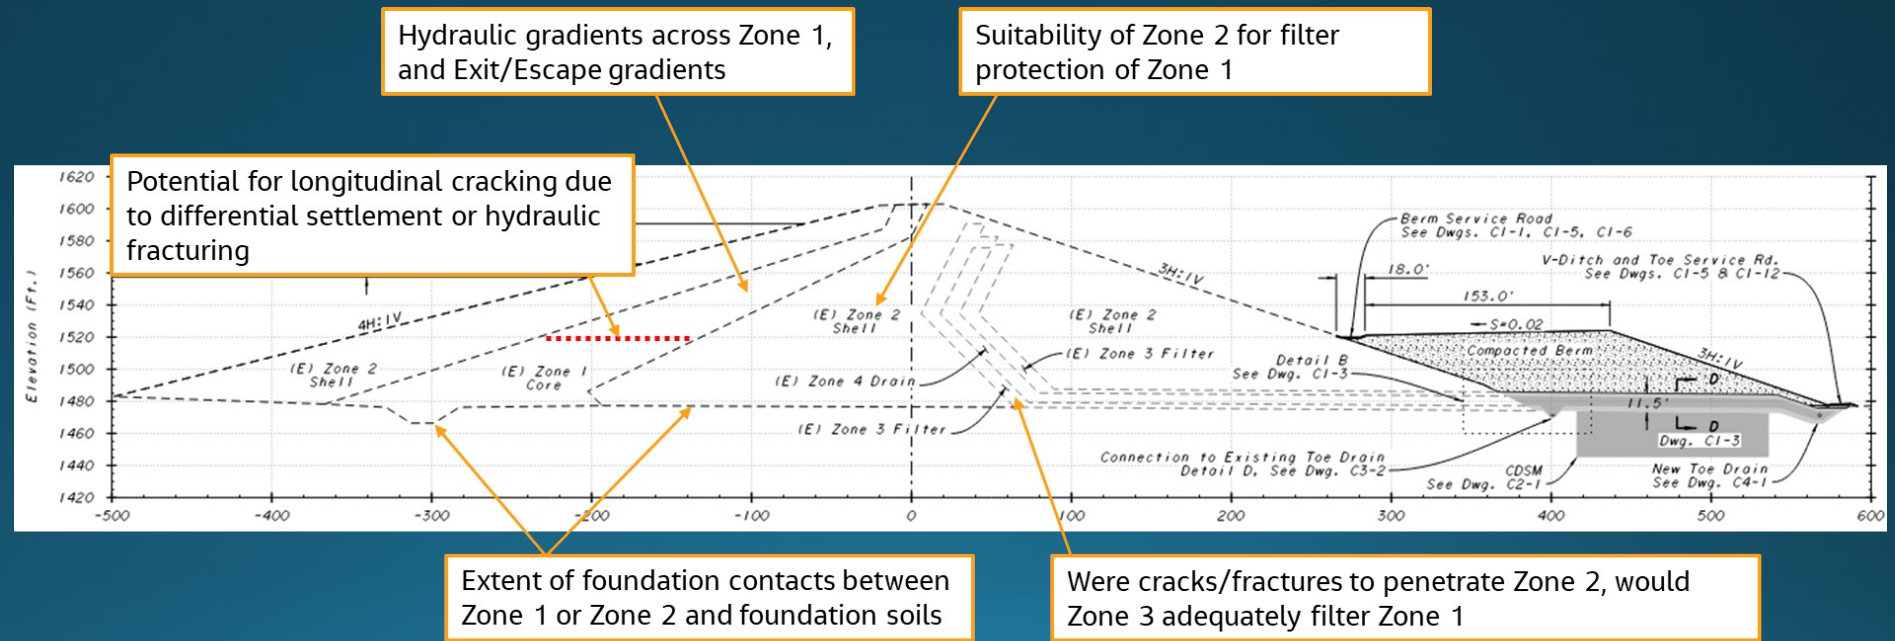 Hydraulic gradients across Zone 1,
and Exit/Escape gradients
Suitability of Zone 2 for filter
protection of Zone 1
Potential for longitudinal cracking due
to differential settlement or hydraulic
fracturing
Elevation (Ft.)
1620
1600
1580
1560
1540
1520
1500
1480
1460
1440
1420
-500
-400
-300
-200
-100
0
100
200
300
400
500
600
4H:1V
(E) Zone 2
Shell
(E) Zone 1
Core
(E) Zone 2
Shell
(E) Zone 4 Drain
(E) Zone 3 Filter
3H:1V
(E) Zone 2
Shell
(E) Zone 3 Filter
Berm Service Road
See Dwgs. C1-1, C1-5, C1-6
V-Ditch and Toe Service Rd.
See Dwgs. C1-5 & C1-12
18.0'
153.0'
S=0.02
Compacted Berm
3H:1V
Detail B
See Dwg. C1-3
D
11.5'
D
Dwg. C1-3
Connection to Existing Toe Drain
Detail D, See Dwg. C3-2
CDSM
See Dwg. C2-1
New Toe Drain
See Dwg. C4-1
Extent of foundation contacts between
Zone 1 or Zone 2 and foundation soils
Were cracks/fractures to penetrate Zone 2, would
Zone 3 adequately filter Zone 1